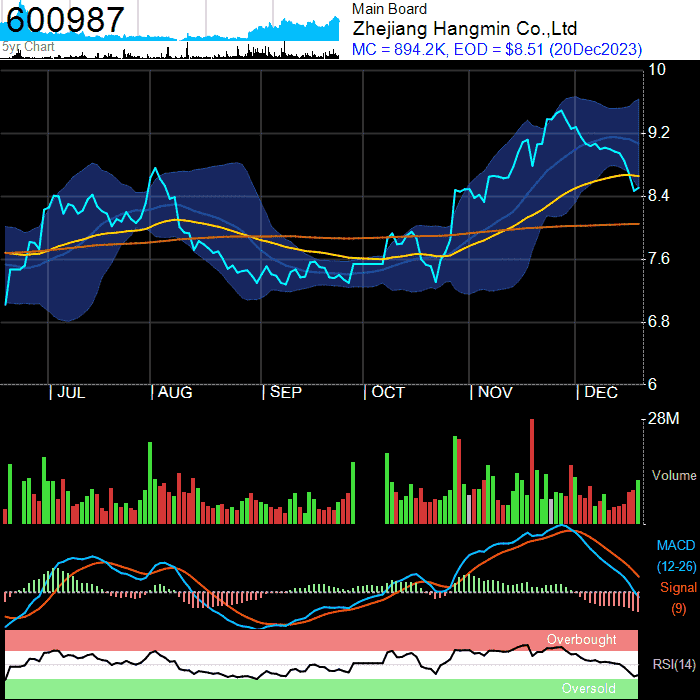 600987
5yr Chart
Main Board
Zhejiang Hangmin Co.,Ltd
MC = 894.2K, EOD = $8.51 (20Dec2023)
10
9.2
8.4
7.6
6.8
6
| JUL | AUG | SEP | OCT | NOV | DEC
28M
Volume
MACD
(12-26)
Signal
(9)
Overbought
RSI(14)
Oversold